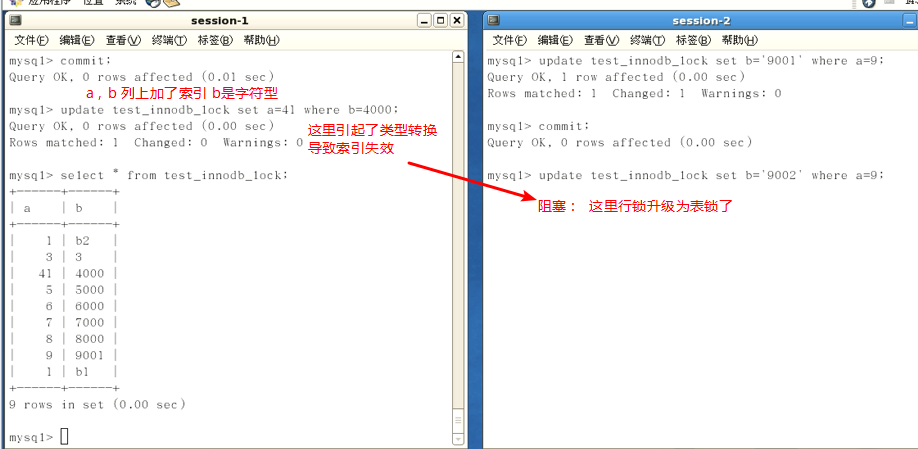 应用程序 位置 系统
session-1
文件(F) 编辑(E) 查看(V) 终端(T) 标签(B) 帮助(H)
mysql> commit;
Query OK, 0 rows affected (0.01 sec)
a , b 列上加了索引 b是字符型
mysql> update test_innodb_lock set a=41 where b=4000;
Query OK, 0 rows affected (0.00 sec)
Rows matched: 1  Changed: 0  Warnings: 0
这里引起了类型转换
导致索引失效
mysql> select * from test_innodb_lock;
+------+------+
| a    | b    |
+------+------+
|    1 | b2   |
|    3 | 3    |
|   41 | 4000 |
|    5 | 5000 |
|    6 | 6000 |
|    7 | 7000 |
|    8 | 8000 |
|    9 | 9001 |
|    1 | b1   |
+------+------+
9 rows in set (0.00 sec)
mysql>
session-2
文件(F) 编辑(E) 查看(V) 终端(T) 标签(B) 帮助(H)
mysql> update test_innodb_lock set b='9001' where a=9;
Query OK, 1 row affected (0.00 sec)
Rows matched: 1  Changed: 1  Warnings: 0
mysql> commit;
Query OK, 0 rows affected (0.00 sec)
mysql> update test_innodb_lock set b='9002' where a=9;
阻塞： 这里行锁升级为表锁了